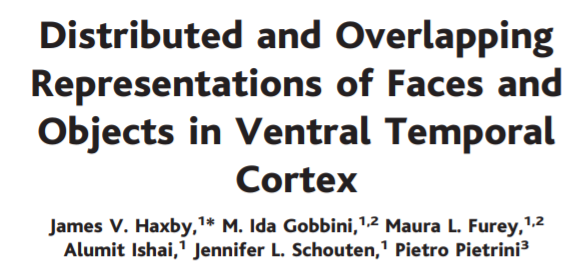 Distributed and Overlapping
Representations of Faces and
Objects in Ventral Temporal
Cortex
James V. Haxby,¹* M. Ida Gobbini,¹,² Maura L. Furey,¹,²
Alumit Ishai,¹ Jennifer L. Schouten,¹ Pietro Pietrini³